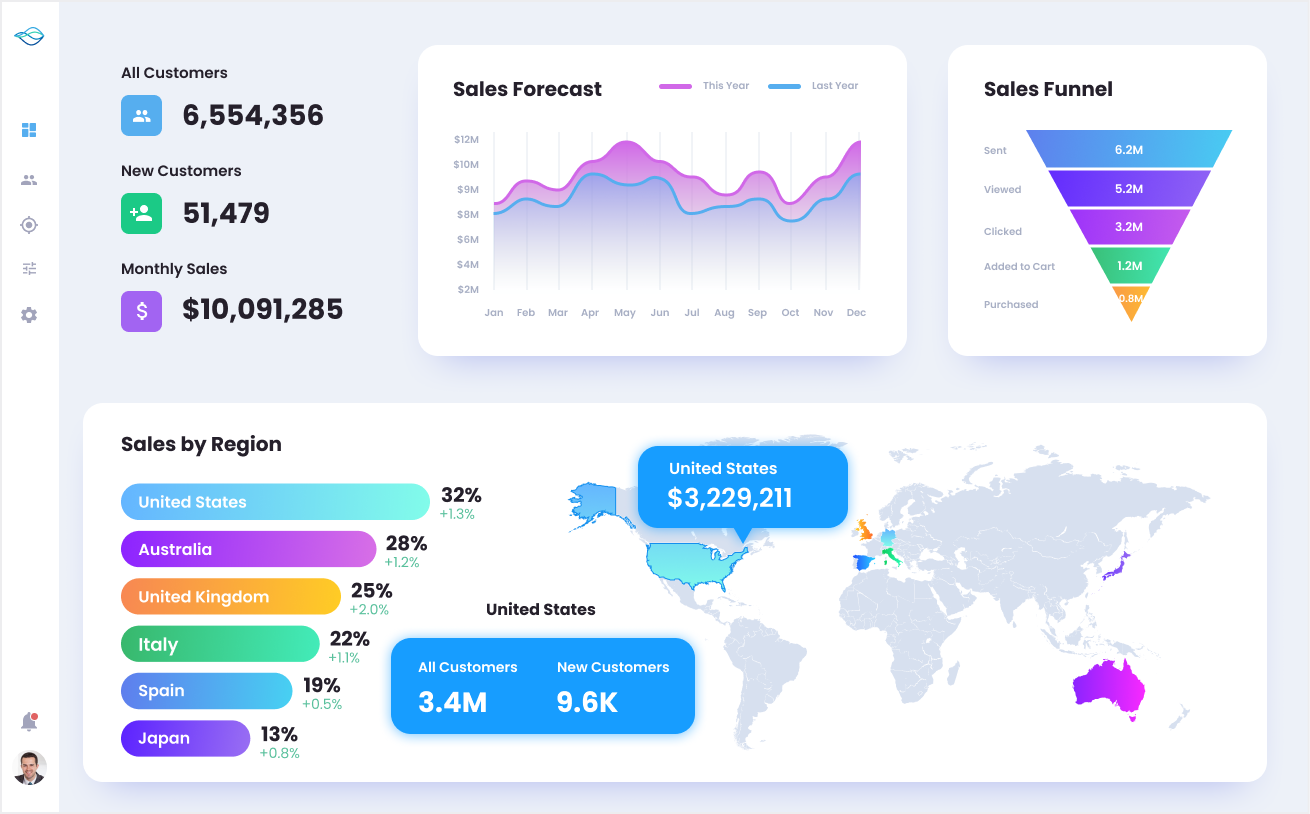 All Customers
6,554,356
New Customers
51,479
Monthly Sales
$
$10,091,285
Sales Forecast
This Year
Last Year
$12M
$10M
$9M
$8M
$6M
$4M
$2M
Jan Feb Mar Apr May Jun Jul Aug Sep Oct Nov Dec
Sales Funnel
Sent
6.2M
Viewed
5.2M
Clicked
3.2M
Added to Cart
1.2M
Purchased
0.8M
Sales by Region
United States
32%
+1.3%
Australia
28%
+1.2%
United Kingdom
25%
+2.0%
Italy
22%
+1.1%
Spain
19%
+0.5%
Japan
13%
+0.8%
United States
$3,229,211
United States
All Customers
3.4M
New Customers
9.6K